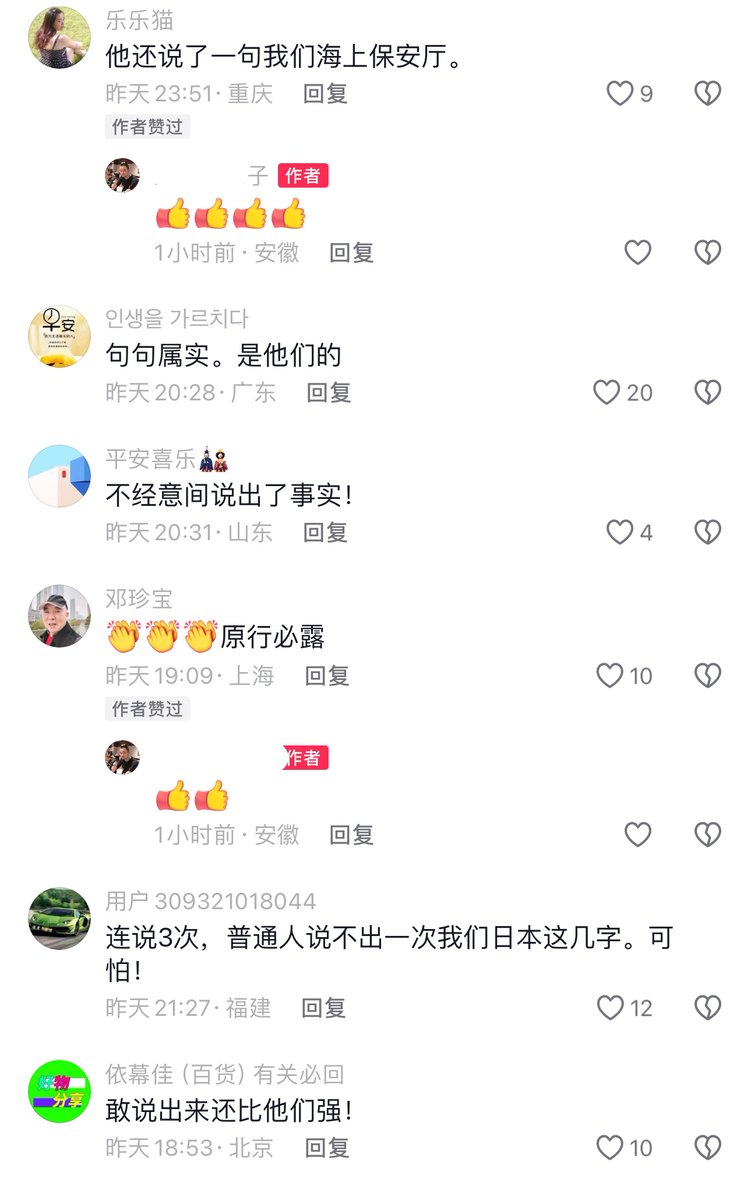 乐乐猫
他还说了一句我们海上保安厅。
昨天 23:51 · 重庆 回复 9
作者赞过
子 作者
👍👍👍👍
1小时前 · 安徽 回复
早安
인생을 가르치다
句句属实。是他们的
昨天 20:28 · 广东 回复 20
平安喜乐
不经意间说出了事实！
昨天 20:31 · 山东 回复 4
邓珍宝
👏👏👏原行必露
昨天 19:09 · 上海 回复 10
作者赞过
作者
👍👍
1小时前 · 安徽 回复
用户 309321018044
连说3次，普通人说不出一次我们日本这几字。可
怕！
昨天 21:27 · 福建 回复 12
好物
分享
依幕佳（百货）有关必回
敢说出来还比他们强！
昨天 18:53 · 北京 回复 10